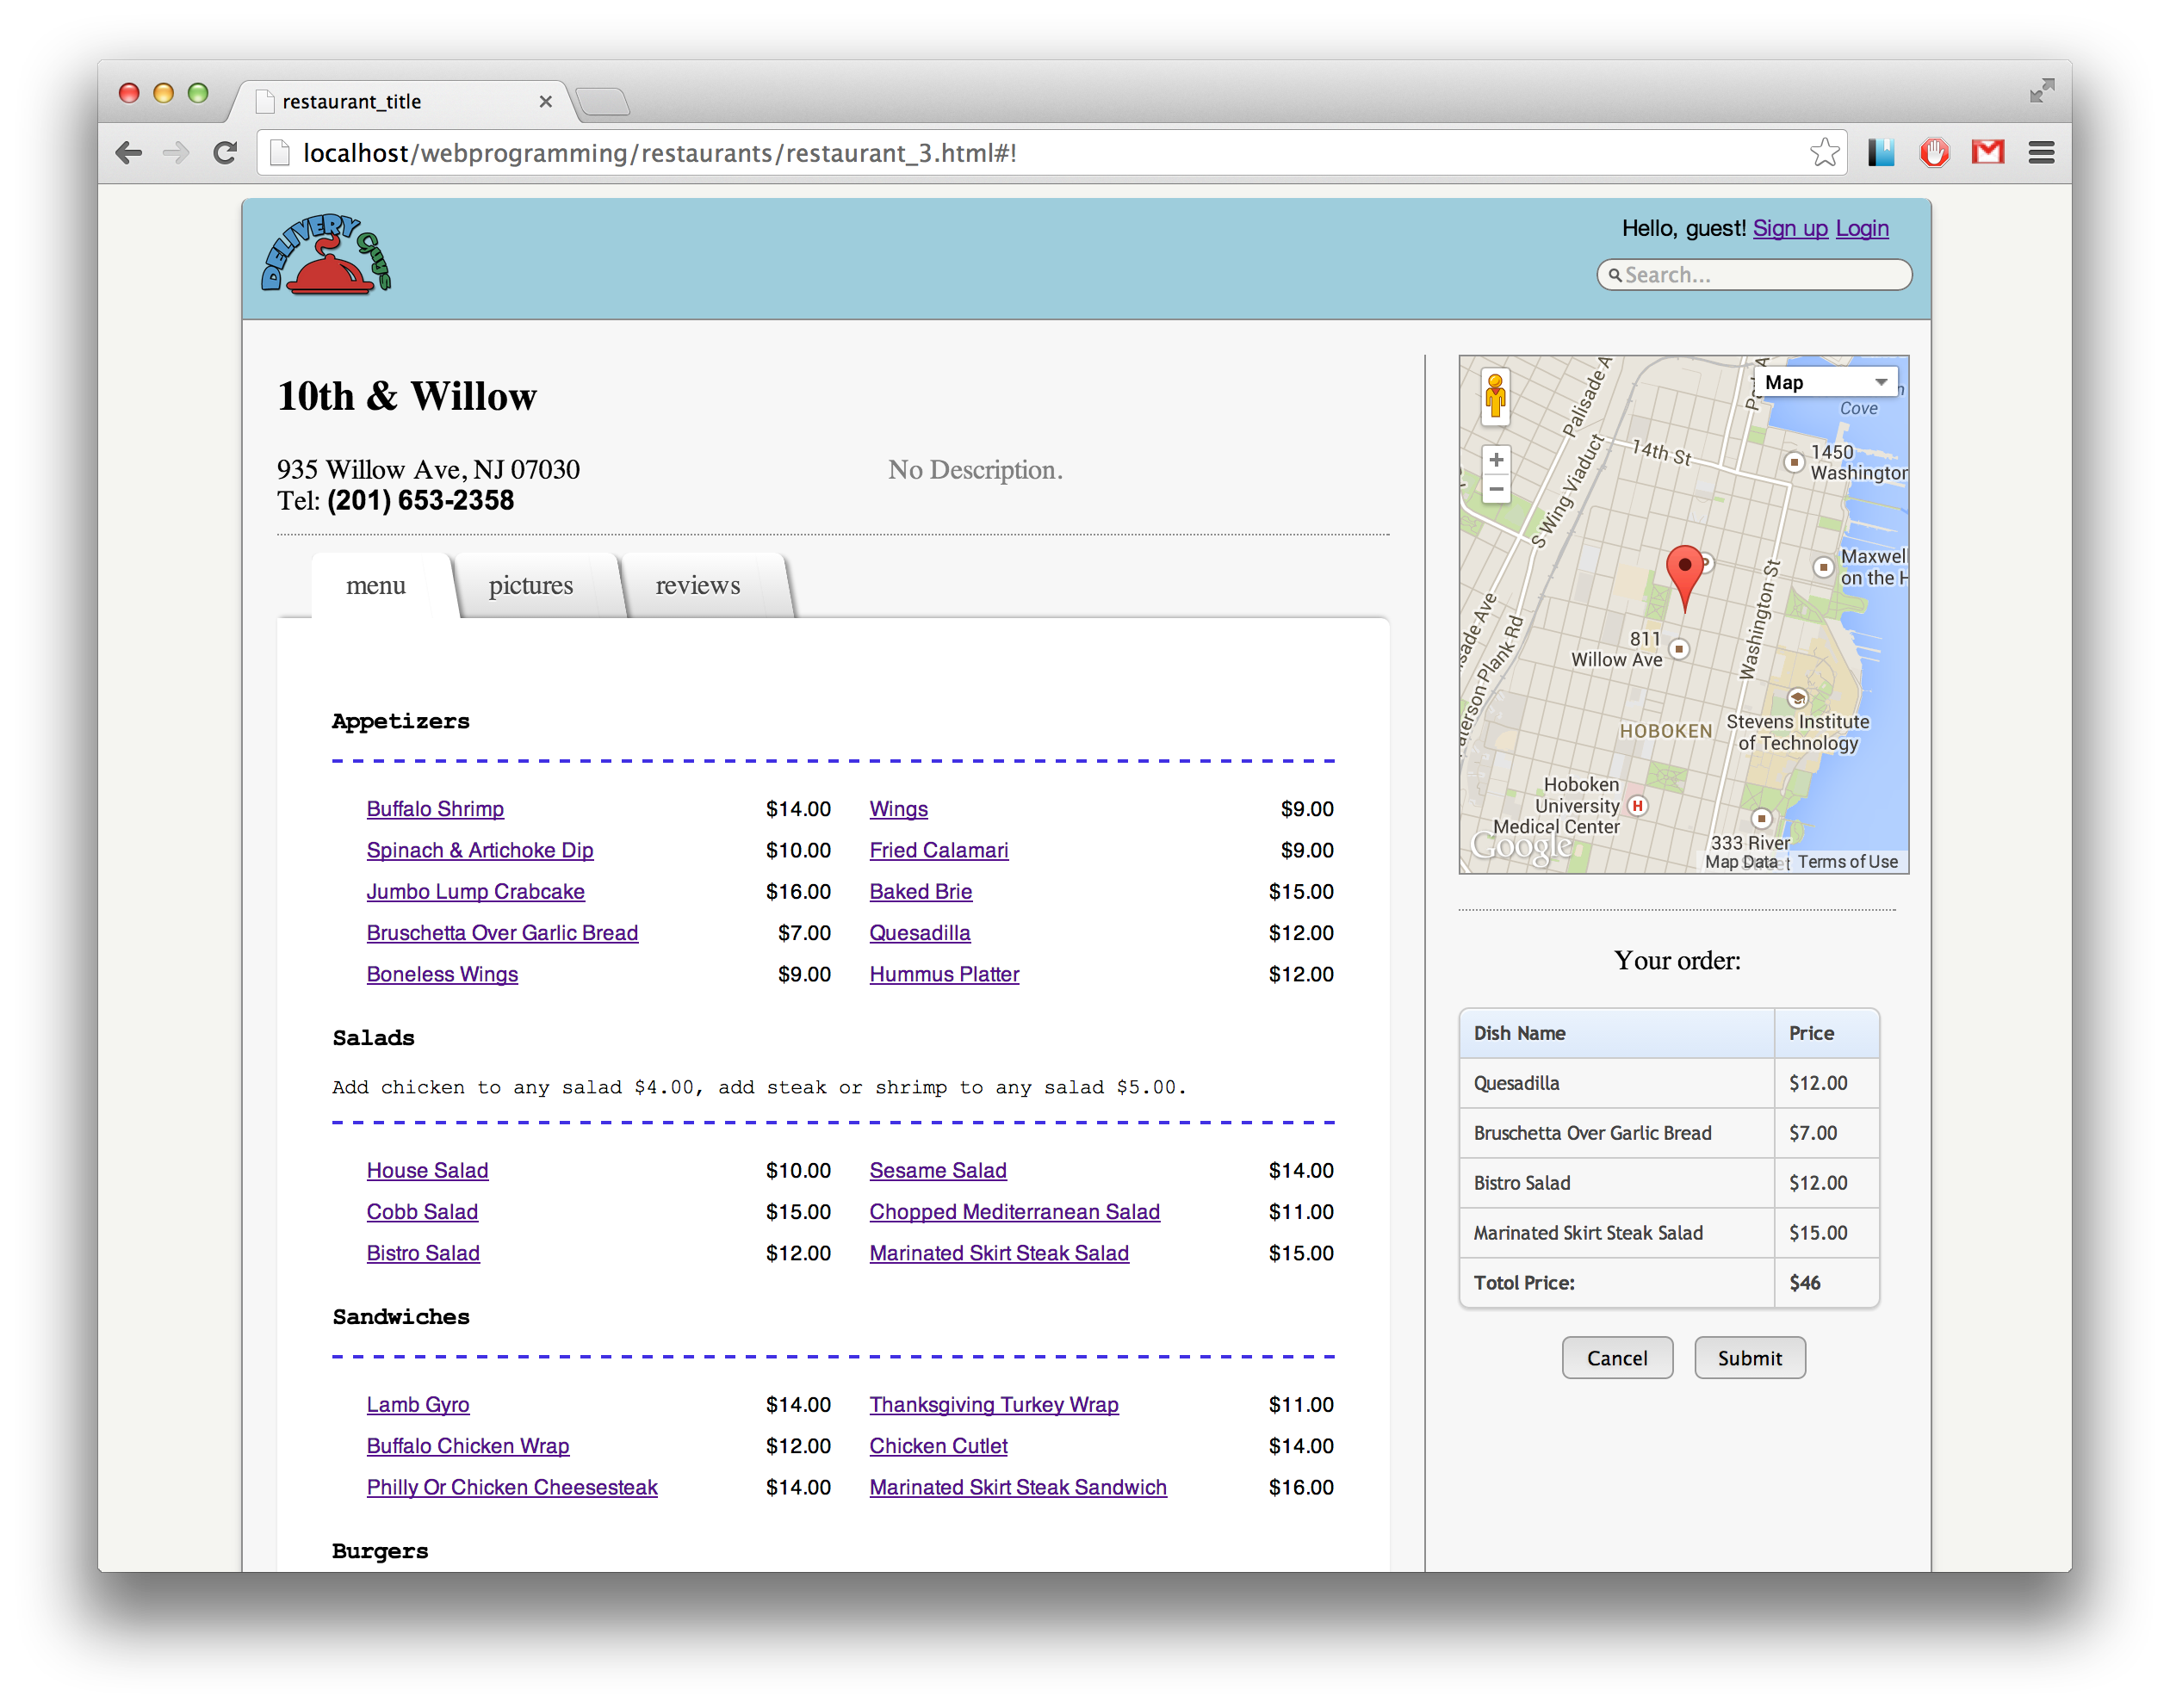 restaurant_title
localhost/webprogramming/restaurants/restaurant_3.html#!
DELIVERY Guys
Hello, guest! Sign up Login
Search...
10th & Willow
935 Willow Ave, NJ 07030
Tel: (201) 653-2358
No Description.
menu
pictures
reviews
Appetizers
Buffalo Shrimp $14.00 Wings $9.00
Spinach & Artichoke Dip $10.00 Fried Calamari $9.00
Jumbo Lump Crabcake $16.00 Baked Brie $15.00
Bruschetta Over Garlic Bread $7.00 Quesadilla $12.00
Boneless Wings $9.00 Hummus Platter $12.00
Salads
Add chicken to any salad $4.00, add steak or shrimp to any salad $5.00.
House Salad $10.00 Sesame Salad $14.00
Cobb Salad $15.00 Chopped Mediterranean Salad $11.00
Bistro Salad $12.00 Marinated Skirt Steak Salad $15.00
Sandwiches
Lamb Gyro $14.00 Thanksgiving Turkey Wrap $11.00
Buffalo Chicken Wrap $12.00 Chicken Cutlet $14.00
Philly Or Chicken Cheesesteak $14.00 Marinated Skirt Steak Sandwich $16.00
Burgers
Map
Palisade A
Cove
14th St
1450
Washington
S Wing Viaduct
Maxwell
on the H
Washington St
811
Willow Ave
HOBOKEN
Stevens Institute
of Technology
Hoboken
University
Medical Center
H
333 River
Google
Map Data
Terms of Use
Your order:
Dish Name Price
Quesadilla $12.00
Bruschetta Over Garlic Bread $7.00
Bistro Salad $12.00
Marinated Skirt Steak Salad $15.00
Totol Price: $46
Cancel Submit